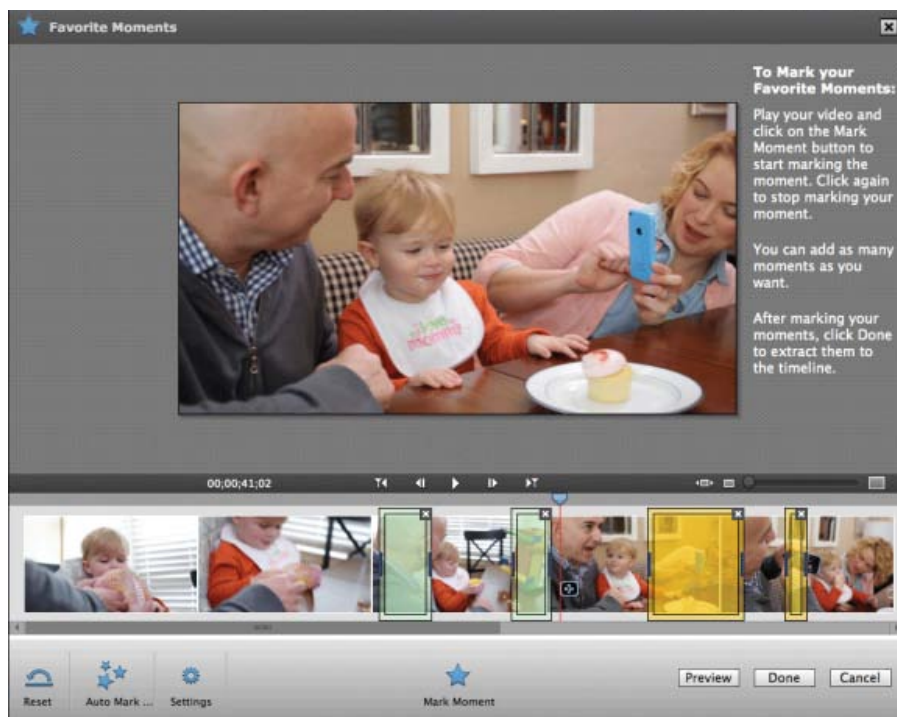 Favorite Moments
To Mark your
Favorite Moments:
Play your video and
click on the Mark
Moment button to
start marking the
moment. Click again
to stop marking your
moment.
You can add as many
moments as you
want.
After marking your
moments, click Done
to extract them to
the timeline.
00;00;41;02
Reset
Auto Mark ...
Settings
Mark Moment
Preview
Done
Cancel